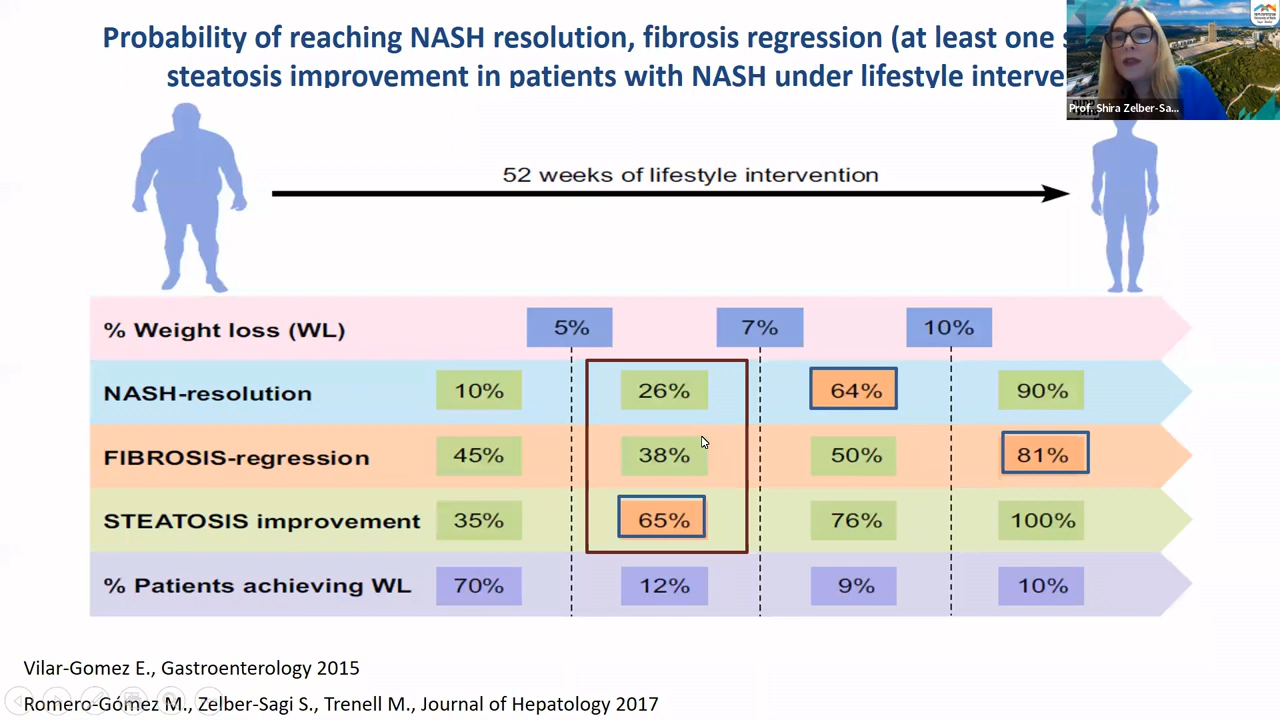 Probability of reaching NASH resolution, fibrosis regression (at least one
steatosis improvement in patients with NASH under lifestyle
Prof. Shira Zelber-Sa...
52 weeks of lifestyle intervention
% Weight loss (WL) 5% 7% 10%
NASH-resolution 10% 26% 64% 90%
FIBROSIS-regression 45% 38% 50% 81%
STEATOSIS improvement 35% 65% 76% 100%
% Patients achieving WL 70% 12% 9% 10%
Vilar-Gomez E., Gastroenterology 2015
Romero-Gómez M., Zelber-Sagi S., Trenell M., Journal of Hepatology 2017